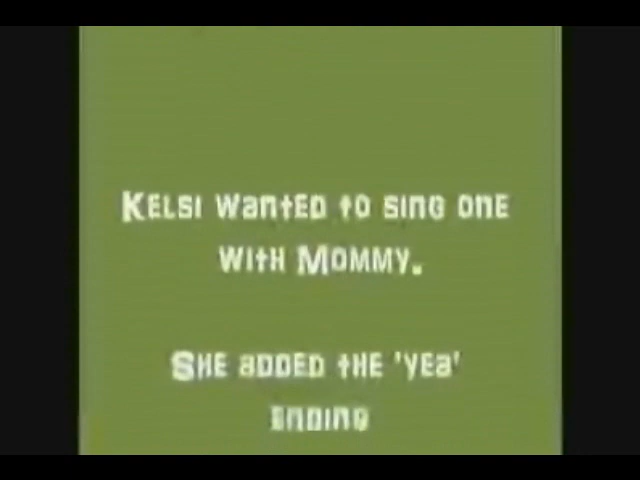 Kelsi wanted to sing one
with Mommy.
She added the 'yea'
ending